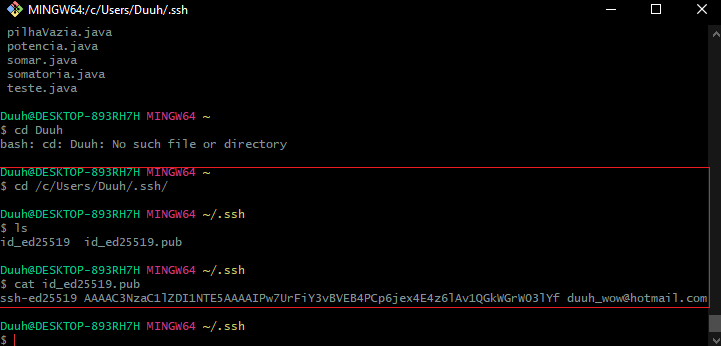 MINGW64:/c/Users/Duuh/.ssh
pilhaVazia.java
potencia.java
somar.java
somatoria.java
teste.java
Duuh@DESKTOP-893RH7H MINGW64 ~
$ cd Duuh
bash: cd: Duuh: No such file or directory
Duuh@DESKTOP-893RH7H MINGW64 ~
$ cd /c/Users/Duuh/.ssh/
Duuh@DESKTOP-893RH7H MINGW64 ~/.ssh
$ ls
id_ed25519  id_ed25519.pub
Duuh@DESKTOP-893RH7H MINGW64 ~/.ssh
$ cat id_ed25519.pub
ssh-ed25519 AAAAC3NzaC1lZDI1NTE5AAAAIPw7UrFiY3vBVEB4PCp6jex4E4z6lAv1QGkWGrWO3lYf duuh_wow@hotmail.com
Duuh@DESKTOP-893RH7H MINGW64 ~/.ssh
$